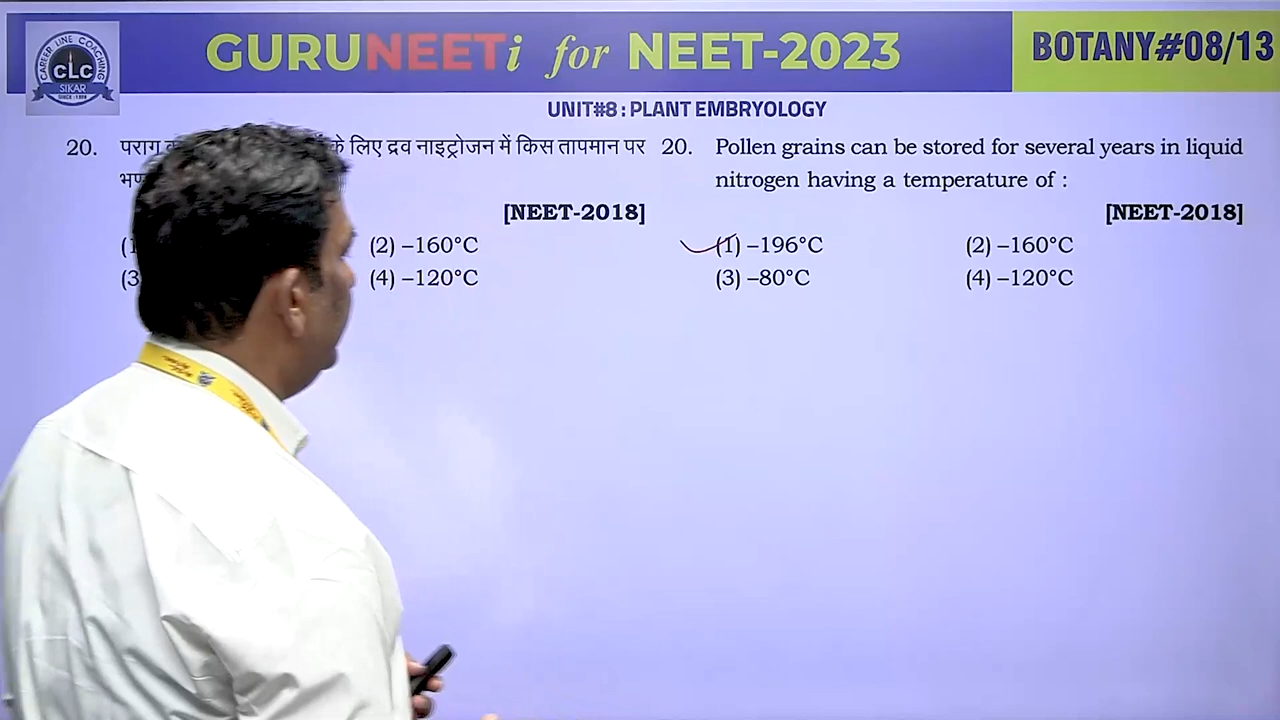 CAREER LINE COACHING
CLC
SIKAR
SINCE : 1996
GURUNEETi for NEET-2023
BOTANY#08/13
UNIT#8 : PLANT EMBRYOLOGY
20. पराग के लिए द्रव नाइट्रोजन में किस तापमान पर
[NEET-2018]
(2) –160°C
(4) –120°C
20. Pollen grains can be stored for several years in liquid
nitrogen having a temperature of :
[NEET-2018]
(1) –196°C (2) –160°C
(3) –80°C (4) –120°C